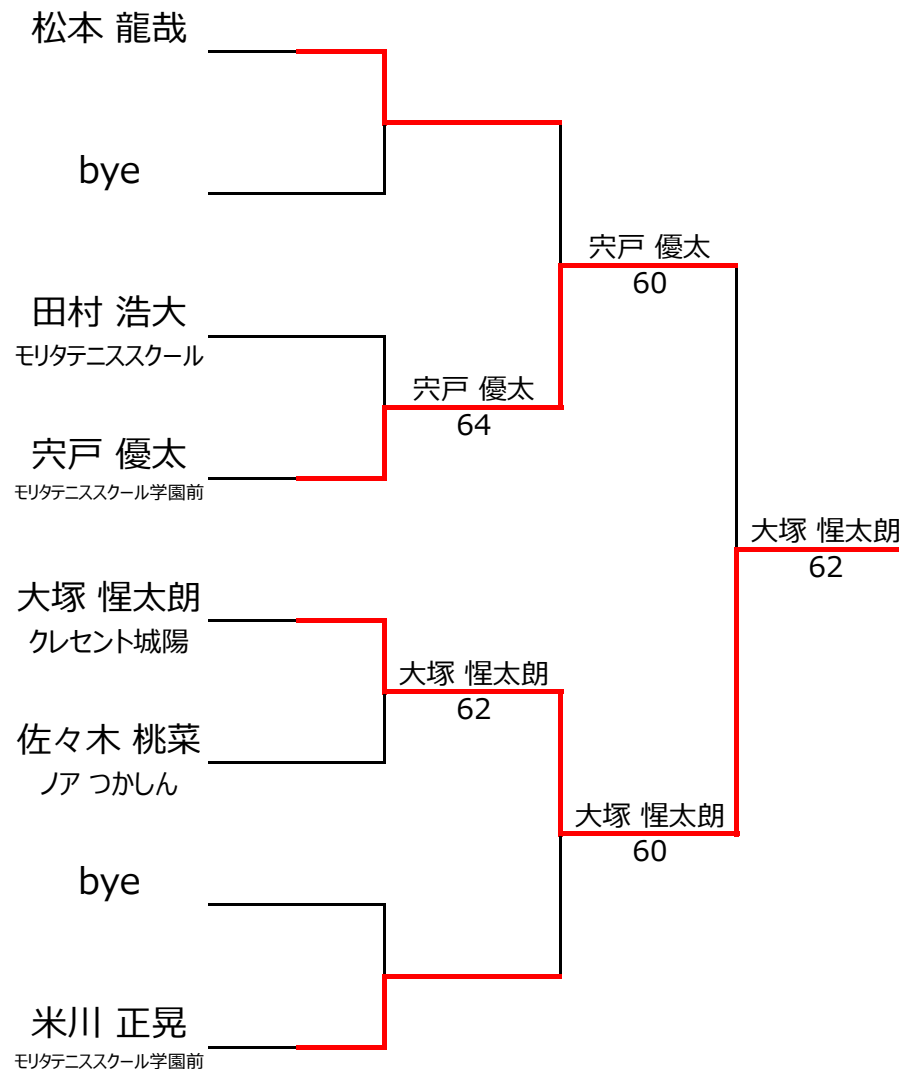 松本 龍哉
bye
田村 浩大
モリタテニススクール
宍戸 優太
モリタテニススクール学園前
大塚 惺太朗
クレセント城陽
佐々木 桃菜
ノア つかしん
bye
米川 正晃
モリタテニススクール学園前
宍戸 優太
64
大塚 惺太朗
62
宍戸 優太
60
大塚 惺太朗
60
大塚 惺太朗
62